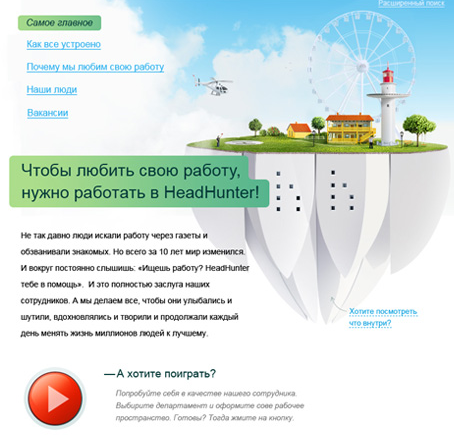 Расширенный поиск
Самое главное
Как все устроено
Почему мы любим свою работу
Наши люди
Вакансии
Чтобы любить свою работу,
нужно работать в HeadHunter!
Не так давно люди искали работу через газеты и
обзванивали знакомых. Но всего за 10 лет мир изменился.
И вокруг постоянно слышишь: «Ищешь работу? HeadHunter
тебе в помощь».  И это полностью заслуга наших
сотрудников. А мы делаем все, чтобы они улыбались и
шутили, вдохновлялись и творили и продолжали каждый
день менять жизнь миллионов людей к лучшему.
Хотите посмотреть
что внутри?
— А хотите поиграть?
Попробуйте себя в качестве нашего сотрудника.
Выбирите департамент и оформите сове рабочее
пространство. Готовы? Тогда жмите на кнопку.